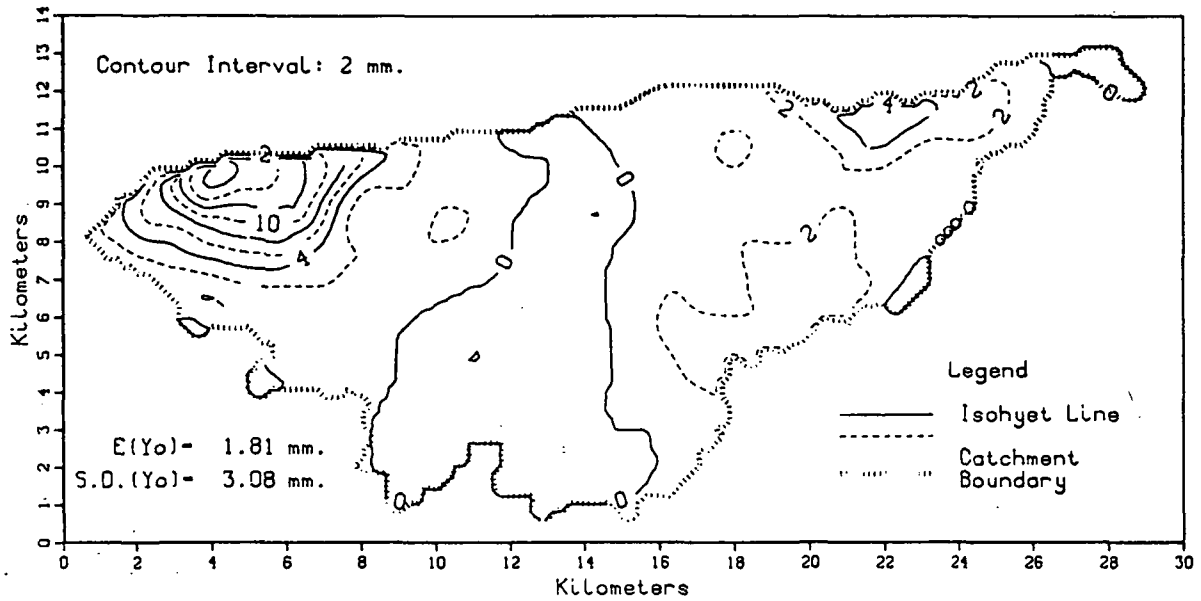 14
13
12
11
10
9
8
7
6
5
4
3
2
1
0
Kilometers
Contour Interval: 2 mm.
2
10
4
0
0
2
4
2
2
0
2
0
0
E(Yo)= 1.81 mm.
S.D.(Yo)= 3.08 mm.
Legend
Isohyet Line
Catchment
Boundary
0 2 4 6 8 10 12 14 16 18 20 22 24 26 28 30
Kilometers